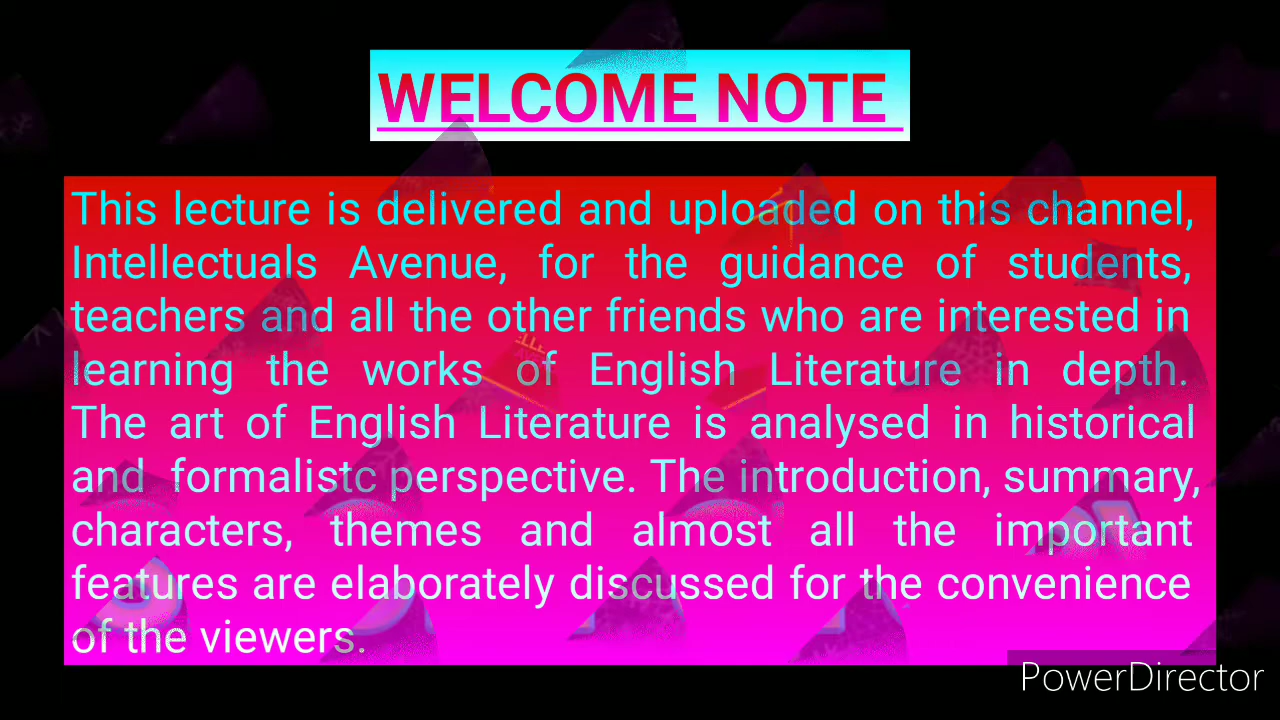 WELCOME NOTE
This lecture is delivered and uploaded on this channel,
Intellectuals Avenue, for the guidance of students,
teachers and all the other friends who are interested in
learning the works of English Literature in depth.
The art of English Literature is analysed in historical
and formalistc perspective. The introduction, summary,
characters, themes and almost all the important
features are elaborately discussed for the convenience
of the viewers.
PowerDirector